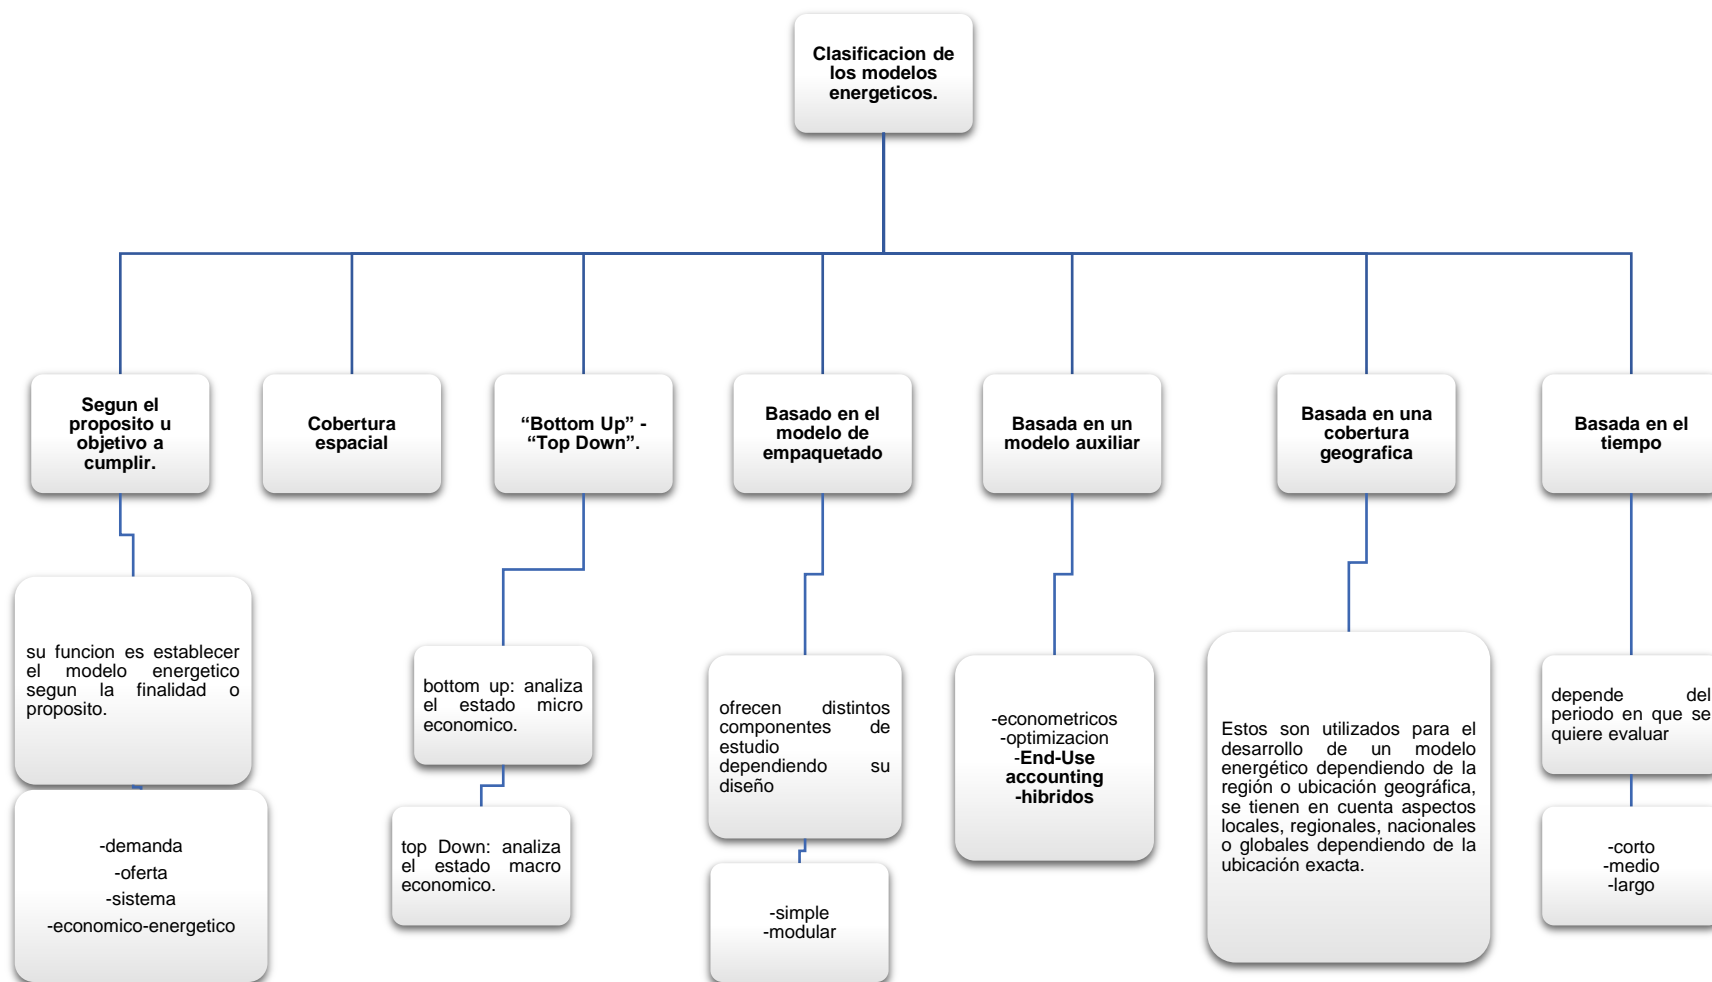 Clasificacion de
los modelos
energeticos.
Segun el
proposito u
objetivo a
cumplir.
Cobertura
espacial
“Bottom Up” -
“Top Down”.
Basado en el
modelo de
empaquetado
Basada en un
modelo auxiliar
Basada en una
cobertura
geografica
Basada en el
tiempo
su funcion es establecer
el modelo energetico
segun la finalidad o
proposito.
-demanda
-oferta
-sistema
-economico-energetico
bottom up: analiza
el estado micro
economico.
top Down: analiza
el estado macro
economico.
ofrecen distintos
componentes de
estudio
dependiendo su
diseño
-simple
-modular
-econometricos
-optimizacion
-End-Use
accounting
-hibridos
Estos son utilizados para el
desarrollo de un modelo
energético dependiendo de la
región o ubicación geográfica,
se tienen en cuenta aspectos
locales, regionales, nacionales
o globales dependiendo de la
ubicación exacta.
depende del
periodo en que se
quiere evaluar
-corto
-medio
-largo